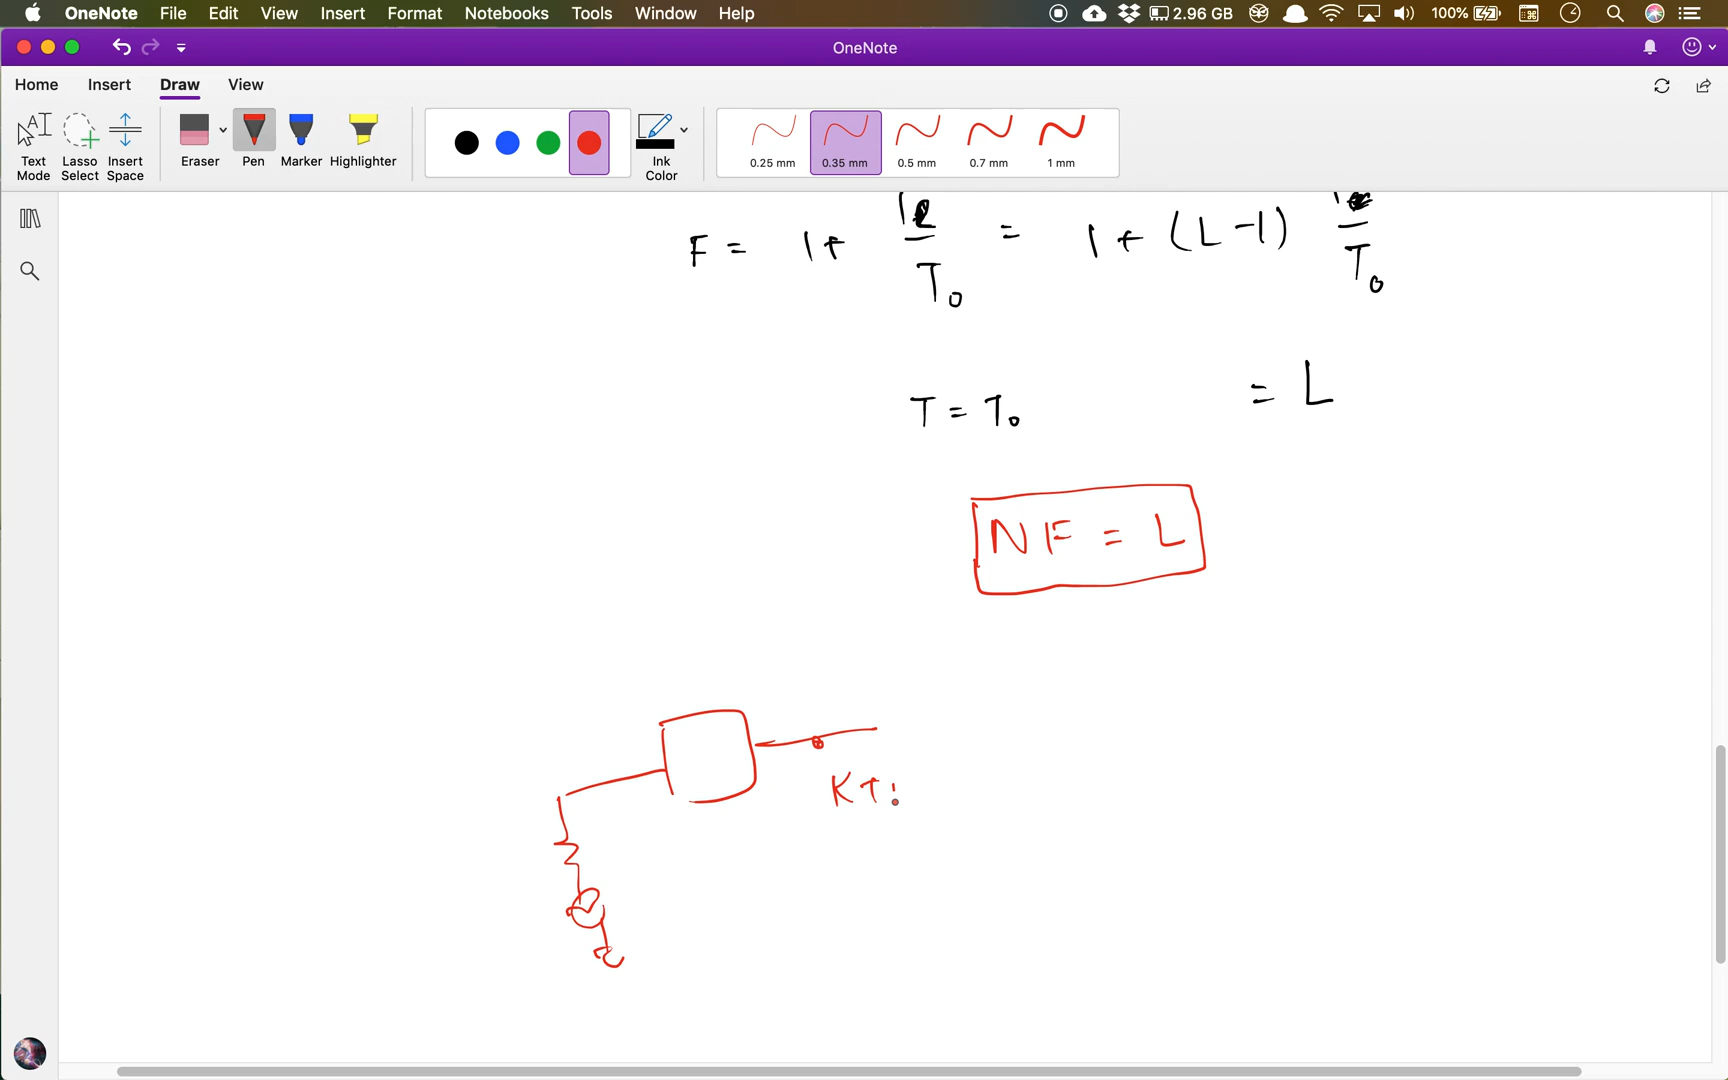 OneNote File Edit View Insert Format Notebooks Tools Window Help 2.96 GB 100%
OneNote
Home Insert Draw View
Text Mode Lasso Select Insert Space Eraser Pen Marker Highlighter Ink Color 0.25 mm 0.35 mm 0.5 mm 0.7 mm 1 mm
F = 1 + / T₀ = 1 + (L - 1) / T₀
T = T₀ = L
NF = L
KT